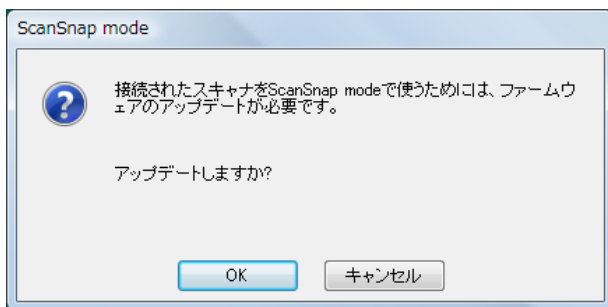 ScanSnap mode
接続されたスキャナをScanSnap modeで使うためには、ファームウ
ェアのアップデートが必要です。
アップデートしますか?
OK
キャンセル